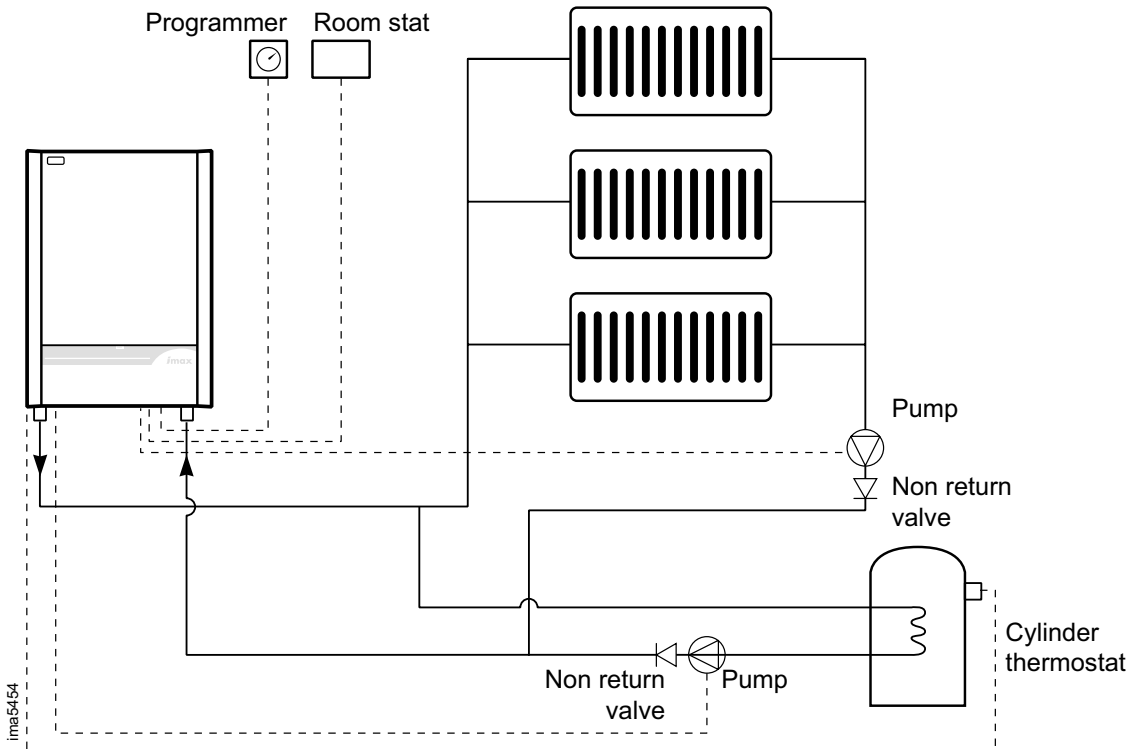 Programmer
Room stat
imax
Pump
Non return
valve
Cylinder
thermostat
Non return
valve
Pump
ima5454